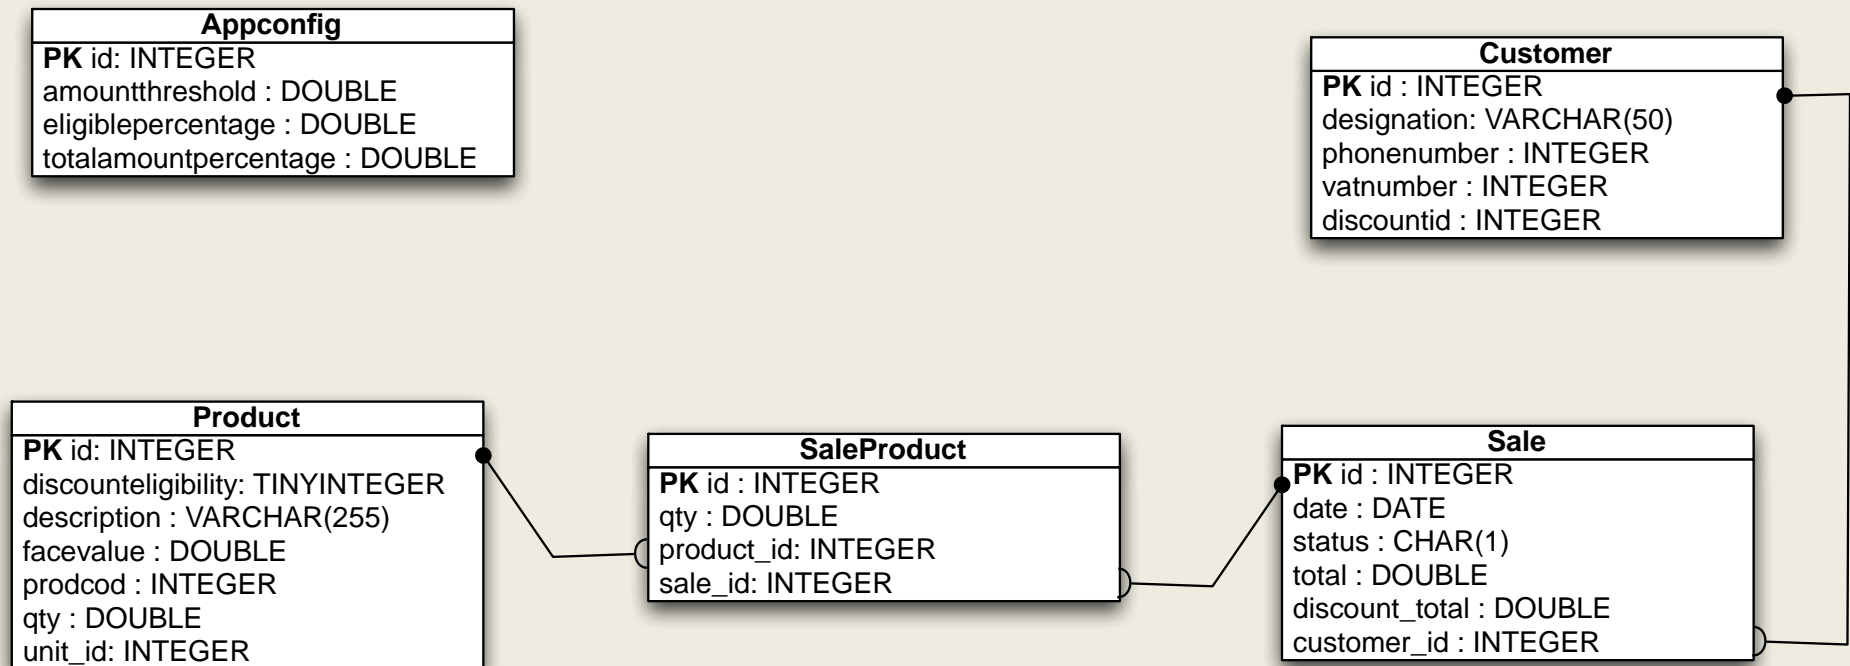 Appconfig
PK id: INTEGER
amountthreshold : DOUBLE
eligiblepercentage : DOUBLE
totalamountpercentage : DOUBLE
Customer
PK id : INTEGER
designation: VARCHAR(50)
phonenumber : INTEGER
vatnumber : INTEGER
discountid : INTEGER
Product
PK id: INTEGER
discounteligibility: TINYINTEGER
description : VARCHAR(255)
facevalue : DOUBLE
prodcod : INTEGER
qty : DOUBLE
unit_id: INTEGER
SaleProduct
PK id : INTEGER
qty : DOUBLE
product_id: INTEGER
sale_id: INTEGER
Sale
PK id : INTEGER
date : DATE
status : CHAR(1)
total : DOUBLE
discount_total : DOUBLE
customer_id : INTEGER